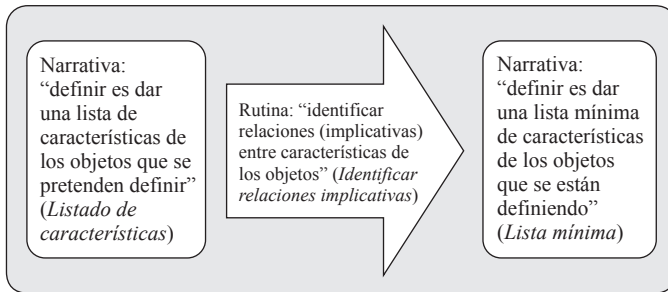 Narrativa:
“definir es dar
una lista de
características de
los objetos que se
pretenden definir”
(Listado de
características)
Rutina: “identificar
relaciones (implicativas)
entre características de
los objetos” (Identificar
relaciones implicativas)
Narrativa:
“definir es dar
una lista mínima
de características
de los objetos
que se están
definiendo”
(Lista mínima)